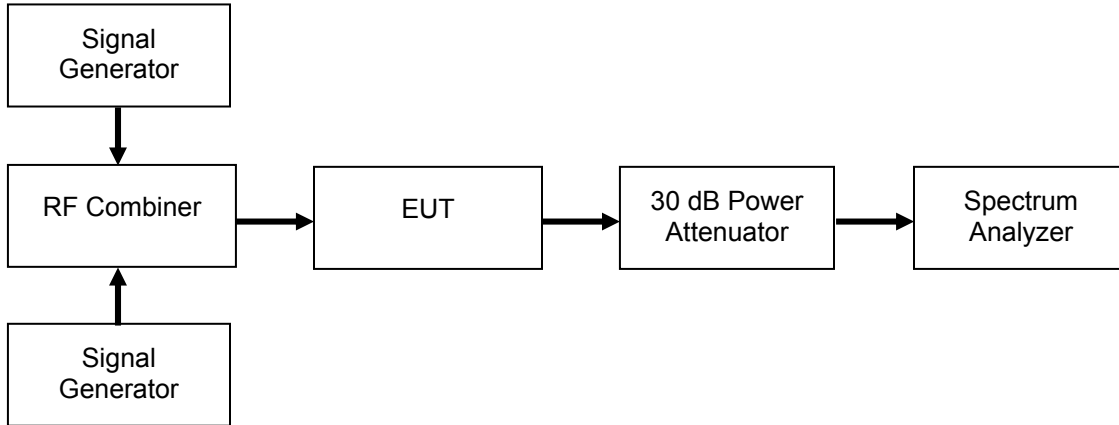 Signal
Generator
RF Combiner
EUT
30 dB Power
Attenuator
Spectrum
Analyzer
Signal
Generator